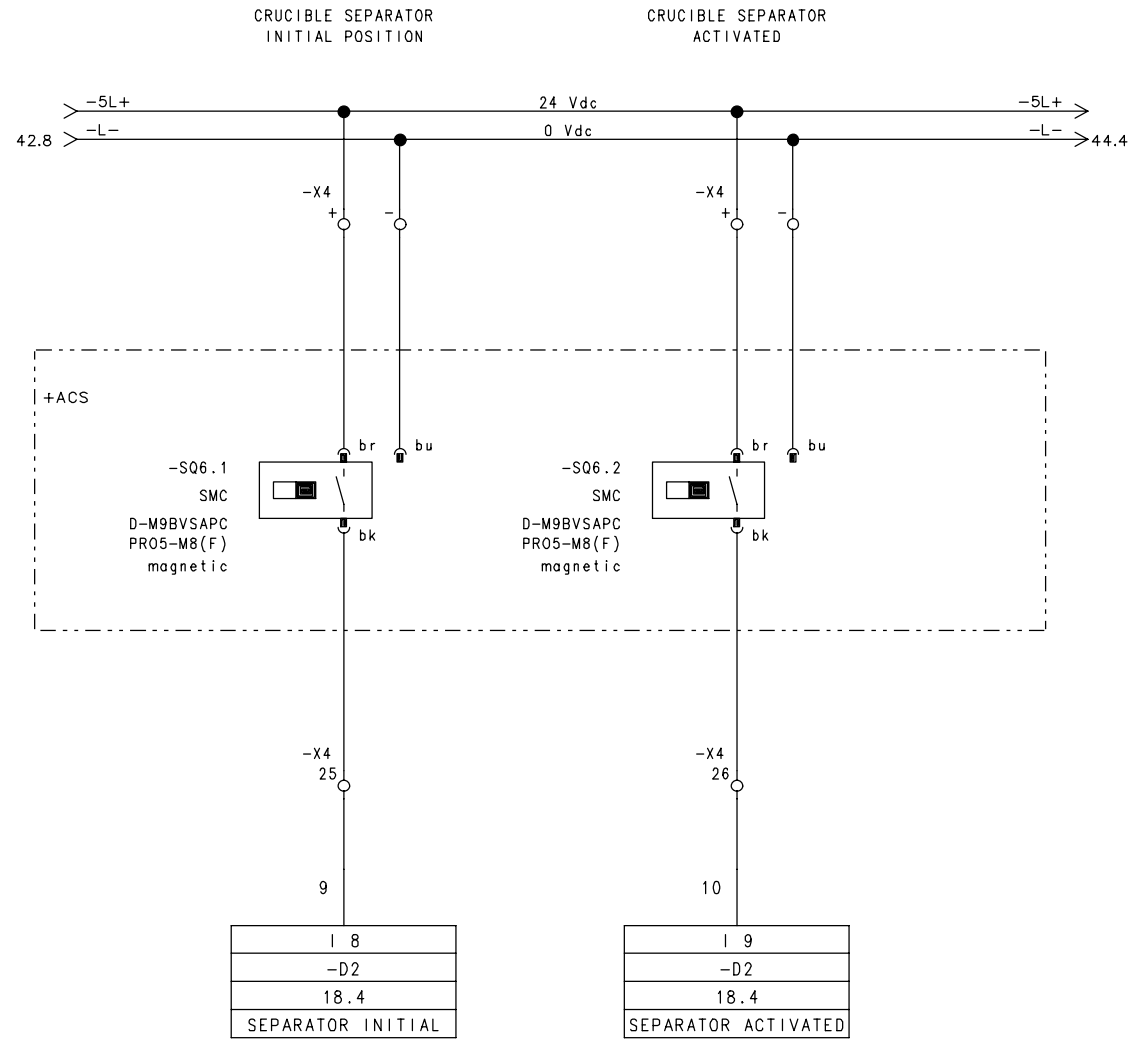 CRUCIBLE SEPARATOR
INITIAL POSITION
CRUCIBLE SEPARATOR
ACTIVATED
-5L+
24 Vdc
-5L+
42.8
-L-
0 Vdc
-L-
44.4
-X4
+
-
-X4
+
-
+ACS
br
bu
br
bu
-SQ6.1
SMC
D-M9BVSAPC
PRO5-M8(F)
magnetic
bk
-SQ6.2
SMC
D-M9BVSAPC
PRO5-M8(F)
magnetic
bk
-X4
25
-X4
26
9
10
I 8
-D2
18.4
SEPARATOR INITIAL
I 9
-D2
18.4
SEPARATOR ACTIVATED